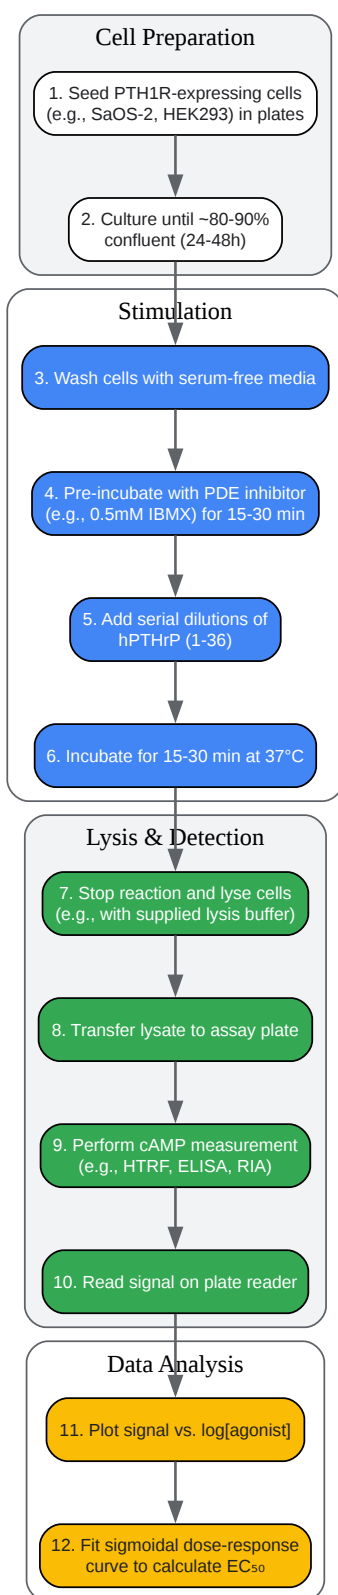 Cell Preparation
1. Seed PTH1R-expressing cells
(e.g., SaOS-2, HEK293) in plates
2. Culture until ~80-90%
confluent (24-48h)
Stimulation
3. Wash cells with serum-free media
4. Pre-incubate with PDE inhibitor
(e.g., 0.5mM IBMX) for 15-30 min
5. Add serial dilutions of
hPTHrP (1-36)
6. Incubate for 15-30 min at 37°C
Lysis & Detection
7. Stop reaction and lyse cells
(e.g., with supplied lysis buffer)
8. Transfer lysate to assay plate
9. Perform cAMP measurement
(e.g., HTRF, ELISA, RIA)
10. Read signal on plate reader
Data Analysis
11. Plot signal vs. log[agonist]
12. Fit sigmoidal dose-response
curve to calculate EC₅₀